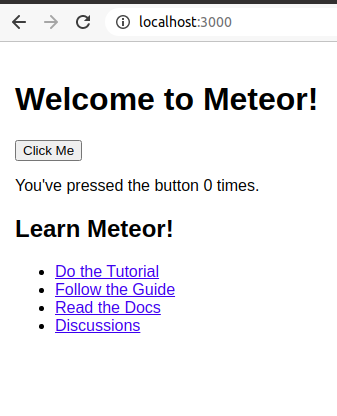 localhost:3000
Welcome to Meteor!
Click Me
You've pressed the button 0 times.
Learn Meteor!
Do the Tutorial
Follow the Guide
Read the Docs
Discussions